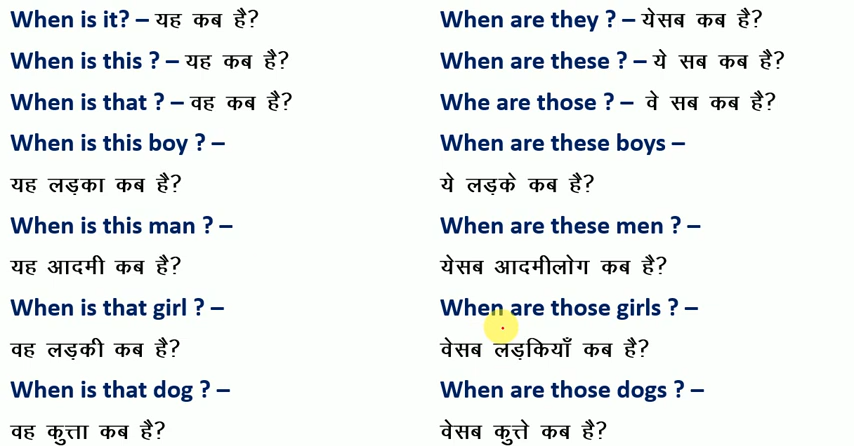 When is it? – यह कब है?
When is this ? – यह कब है?
When is that ? – वह कब है?
When is this boy ? –
यह लड़का कब है?
When is this man ? –
यह आदमी कब है?
When is that girl ? –
वह लड़की कब है?
When is that dog ? –
वह कुत्ता कब है?
When are they ? – येसब कब है?
When are these ? – ये सब कब है?
Whe are those ? – वे सब कब है?
When are these boys –
ये लड़के कब है?
When are these men ? –
येसब आदमीलोग कब है?
When are those girls ? –
वेसब लड़कियाँ कब है?
When are those dogs ? –
वेसब कुत्ते कब है?